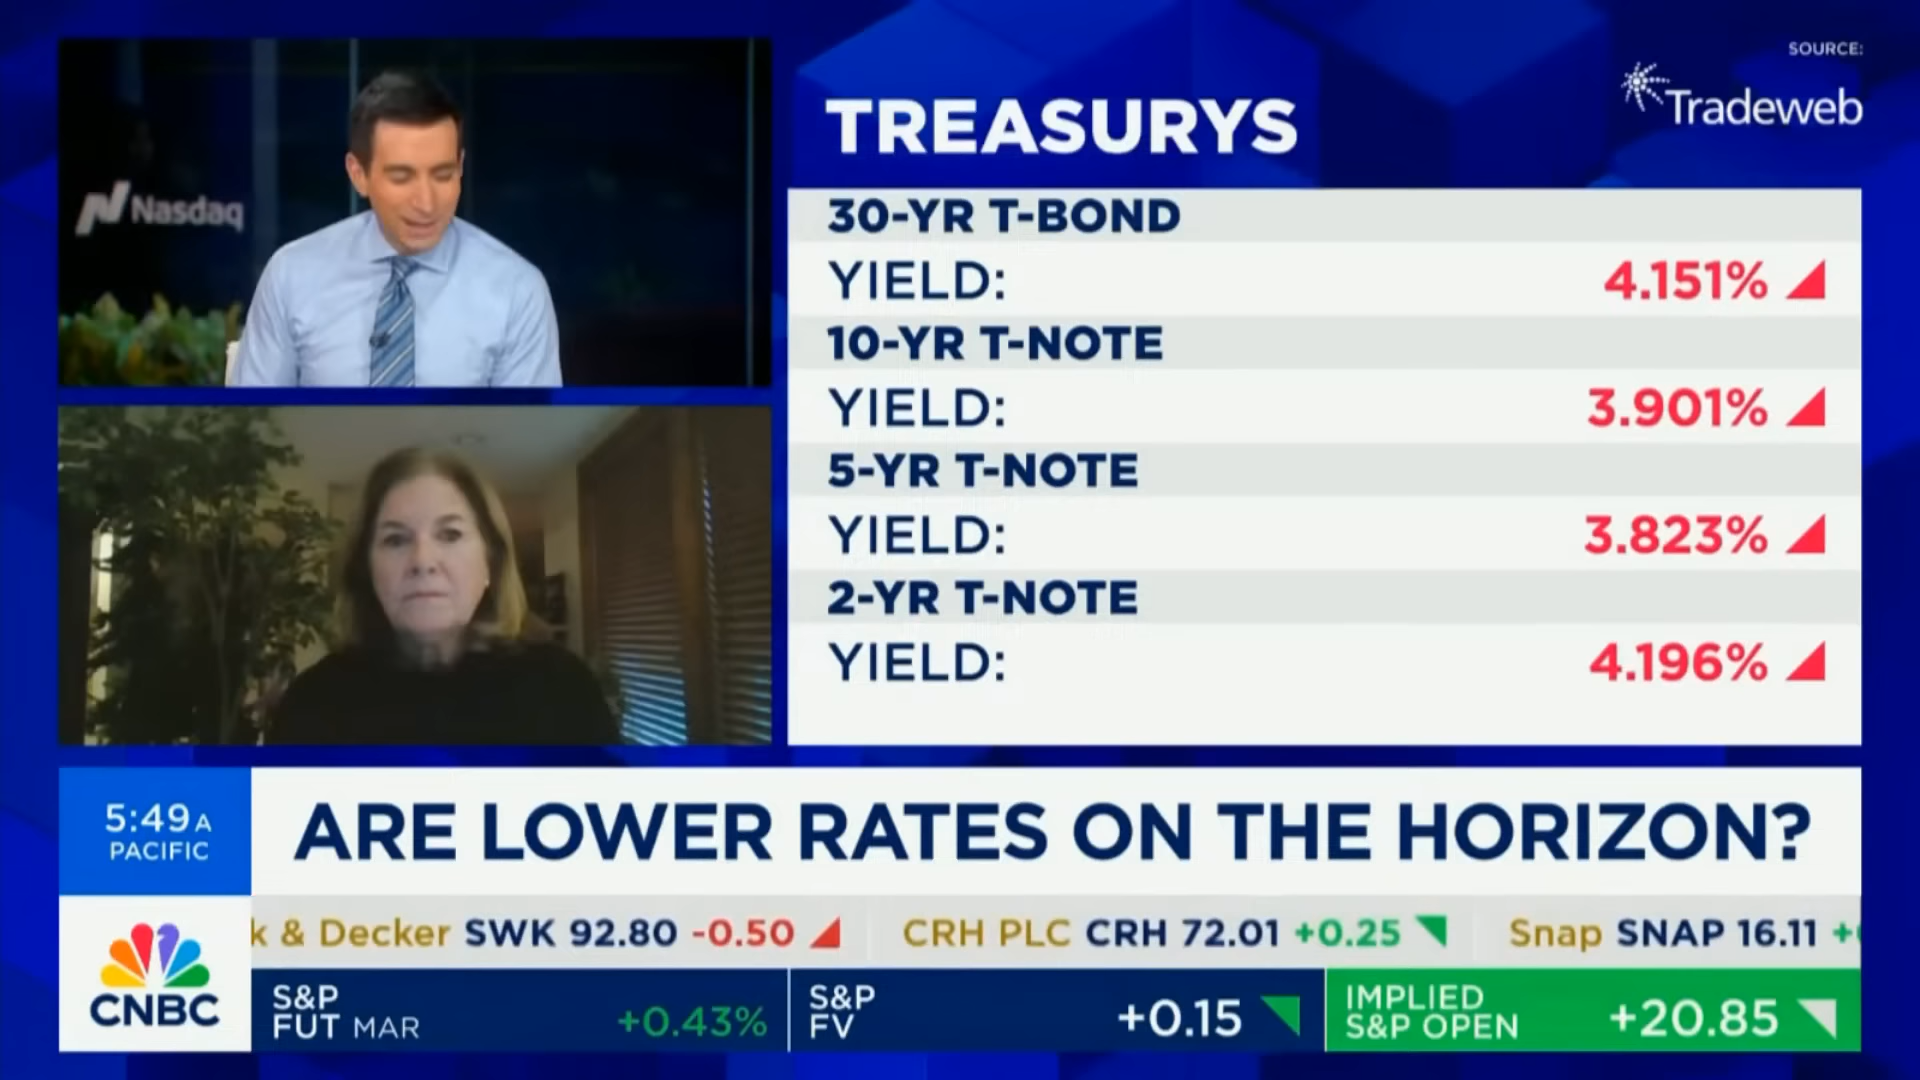 Nasdaq
SOURCE:
Tradeweb
TREASURYS
30-YR T-BOND
YIELD: 4.151%
10-YR T-NOTE
YIELD: 3.901%
5-YR T-NOTE
YIELD: 3.823%
2-YR T-NOTE
YIELD: 4.196%
5:49 A
PACIFIC
ARE LOWER RATES ON THE HORIZON?
k & Decker SWK 92.80 -0.50 CRH PLC CRH 72.01 +0.25 Snap SNAP 16.11 +
CNBC
S&P
FUT MAR +0.43%
S&P
FV +0.15
IMPLIED
S&P OPEN +20.85